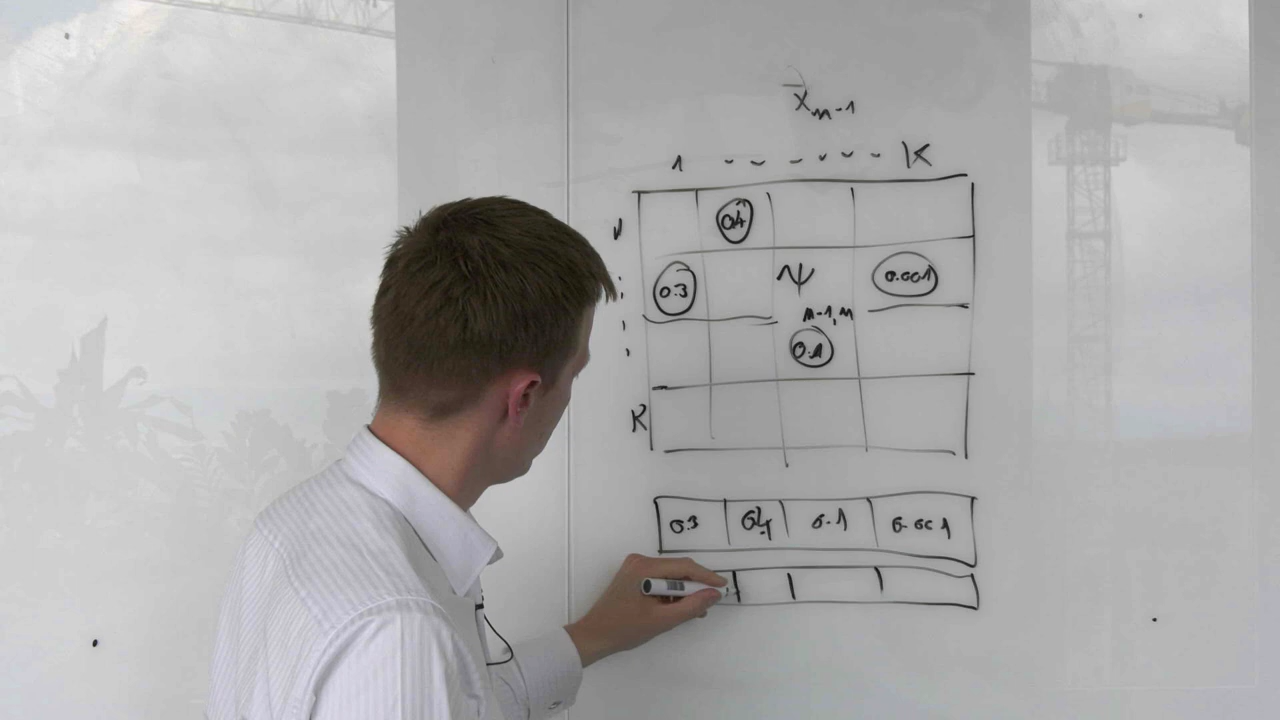 x⃗ₘ₋₁
1 - - - - - - K
1 0.4
0.3 ψ 0.001
n-1,n
0.1
K
0.3 0.4 0.1 0.001